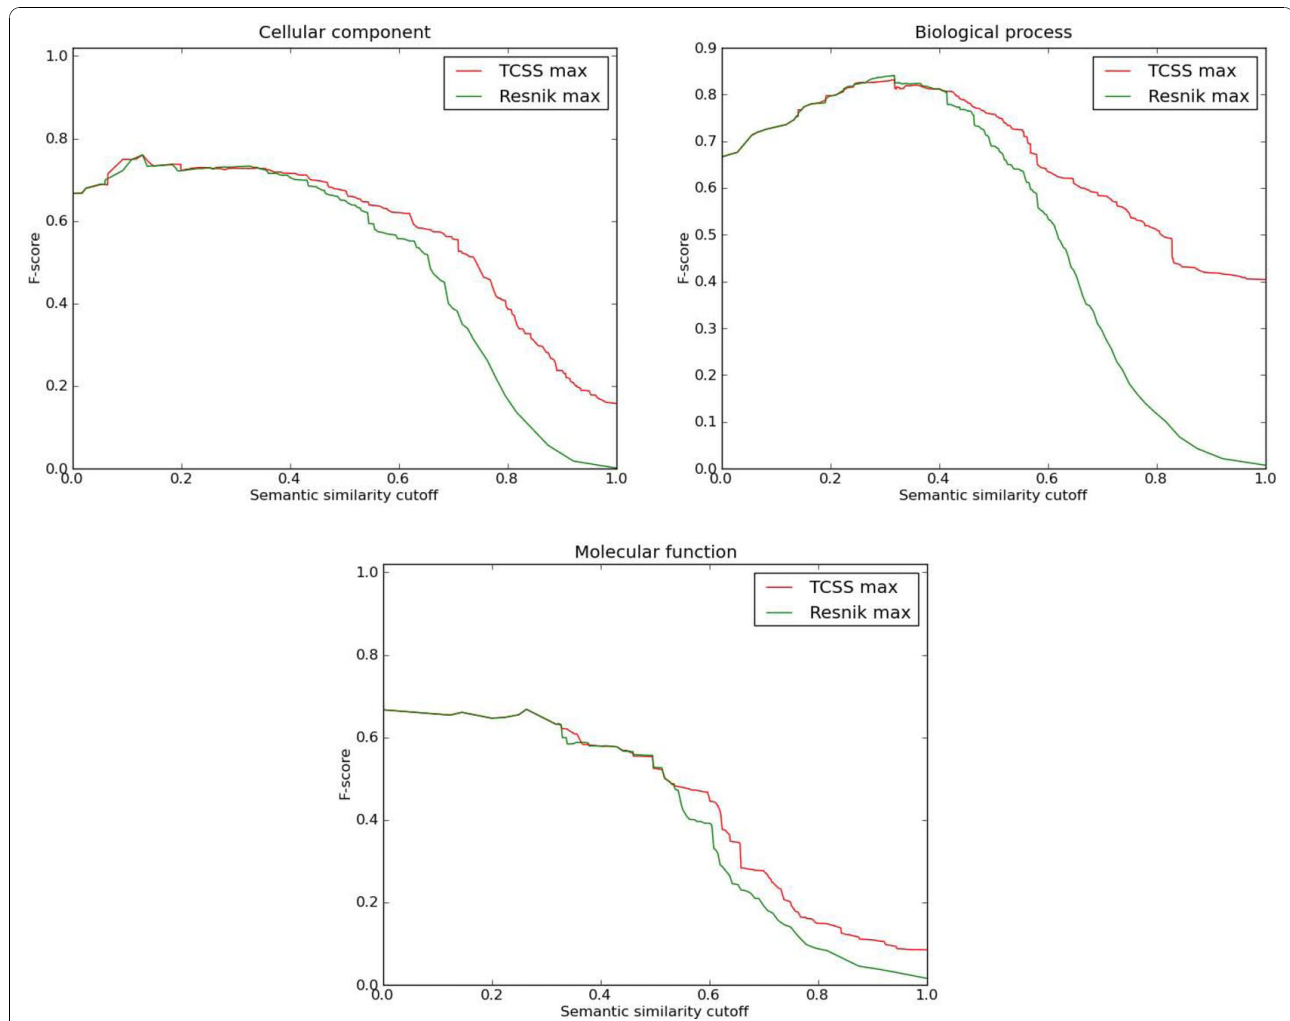 Cellular component
1.0
0.8
0.6
0.4
0.2
0.0
F-score
TCSS max
Resnik max
0.0 0.2 0.4 0.6 0.8 1.0
Semantic similarity cutoff
Biological process
0.9
0.8
0.7
0.6
0.5
0.4
0.3
0.2
0.1
0.0
F-score
TCSS max
Resnik max
0.0 0.2 0.4 0.6 0.8 1.0
Semantic similarity cutoff
Molecular function
1.0
0.8
0.6
0.4
0.2
0.0
F-score
TCSS max
Resnik max
0.0 0.2 0.4 0.6 0.8 1.0
Semantic similarity cutoff